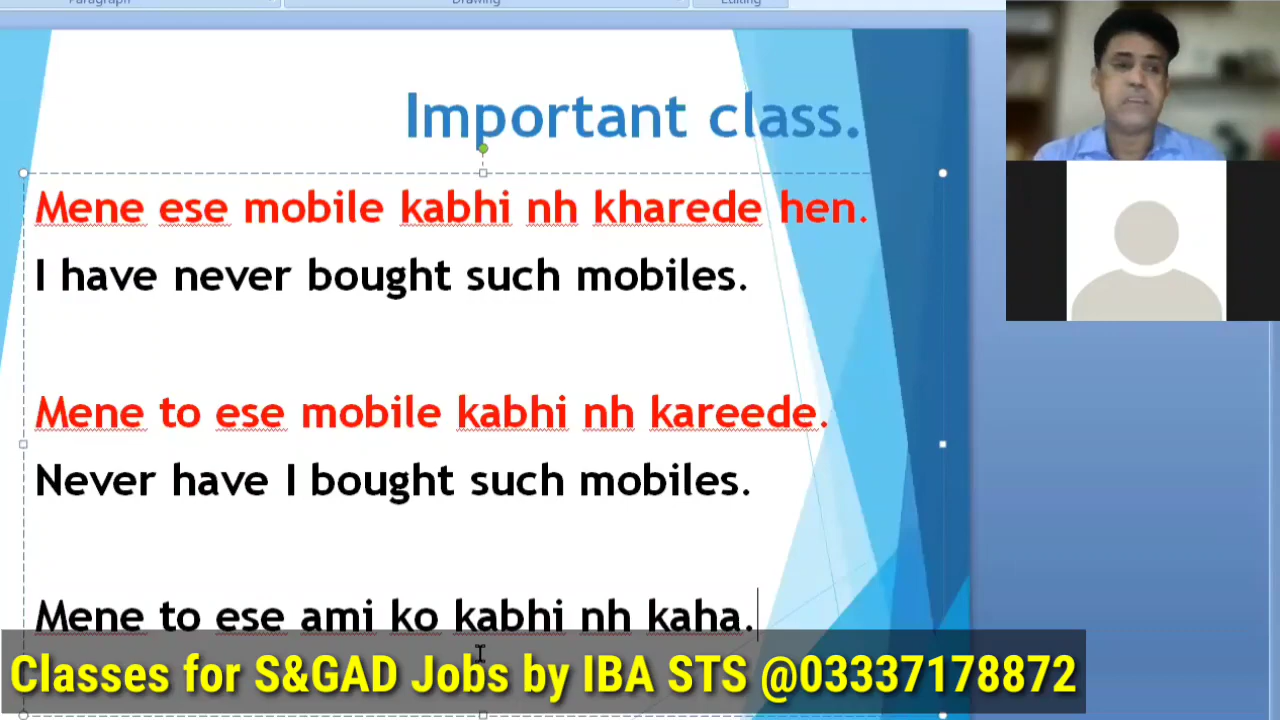 Paragraph
Drawing
Editing
Important class.
Mene ese mobile kabhi nh kharede hen.
I have never bought such mobiles.
Mene to ese mobile kabhi nh kareede.
Never have I bought such mobiles.
Mene to ese ami ko kabhi nh kaha.
Classes for S&GAD Jobs by IBA STS @03337178872